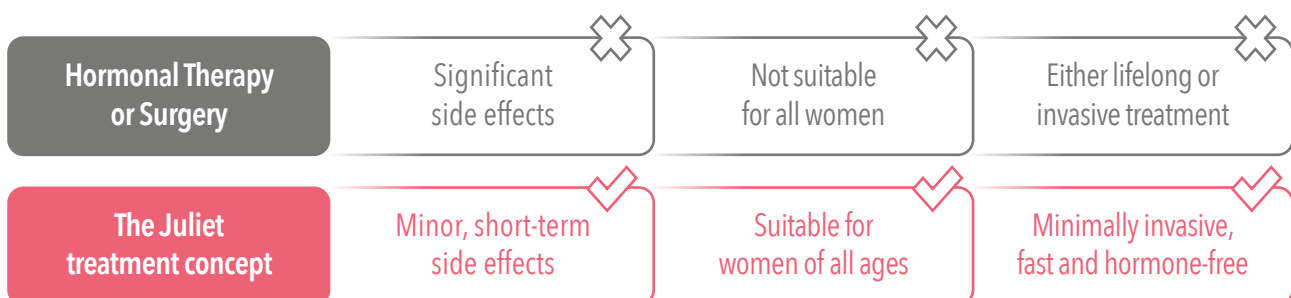 Hormonal Therapy
or Surgery
Significant
side effects
Not suitable
for all women
Either lifelong or
invasive treatment
The Juliet
treatment concept
Minor, short-term
side effects
Suitable for
women of all ages
Minimally invasive,
fast and hormone-free